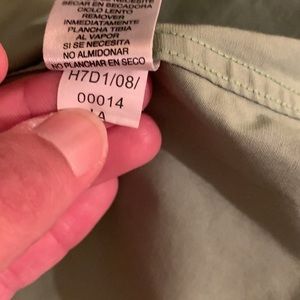 SECAR EN SECADORA
CICLO LENTO
REMOVER
INMEDIATAMENTE
PLANCHA TIBIA
AL VAPOR
SI SE NECESITA
NO ALMIDONAR
NO PLANCHAR EN SECO
H7D1/08/
00014